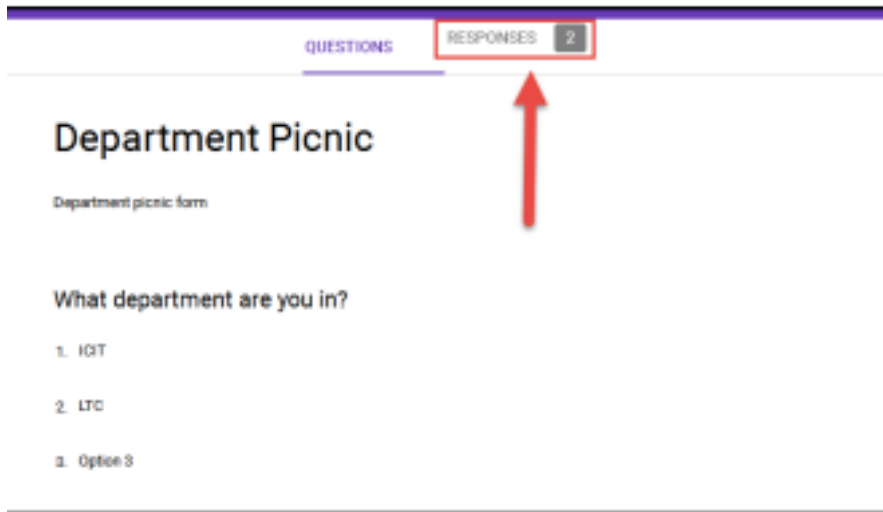 QUESTIONS RESPONSES 2
Department Picnic
Department picnic form
What department are you in?
1. ICIT
2. LTC
3. Option 3